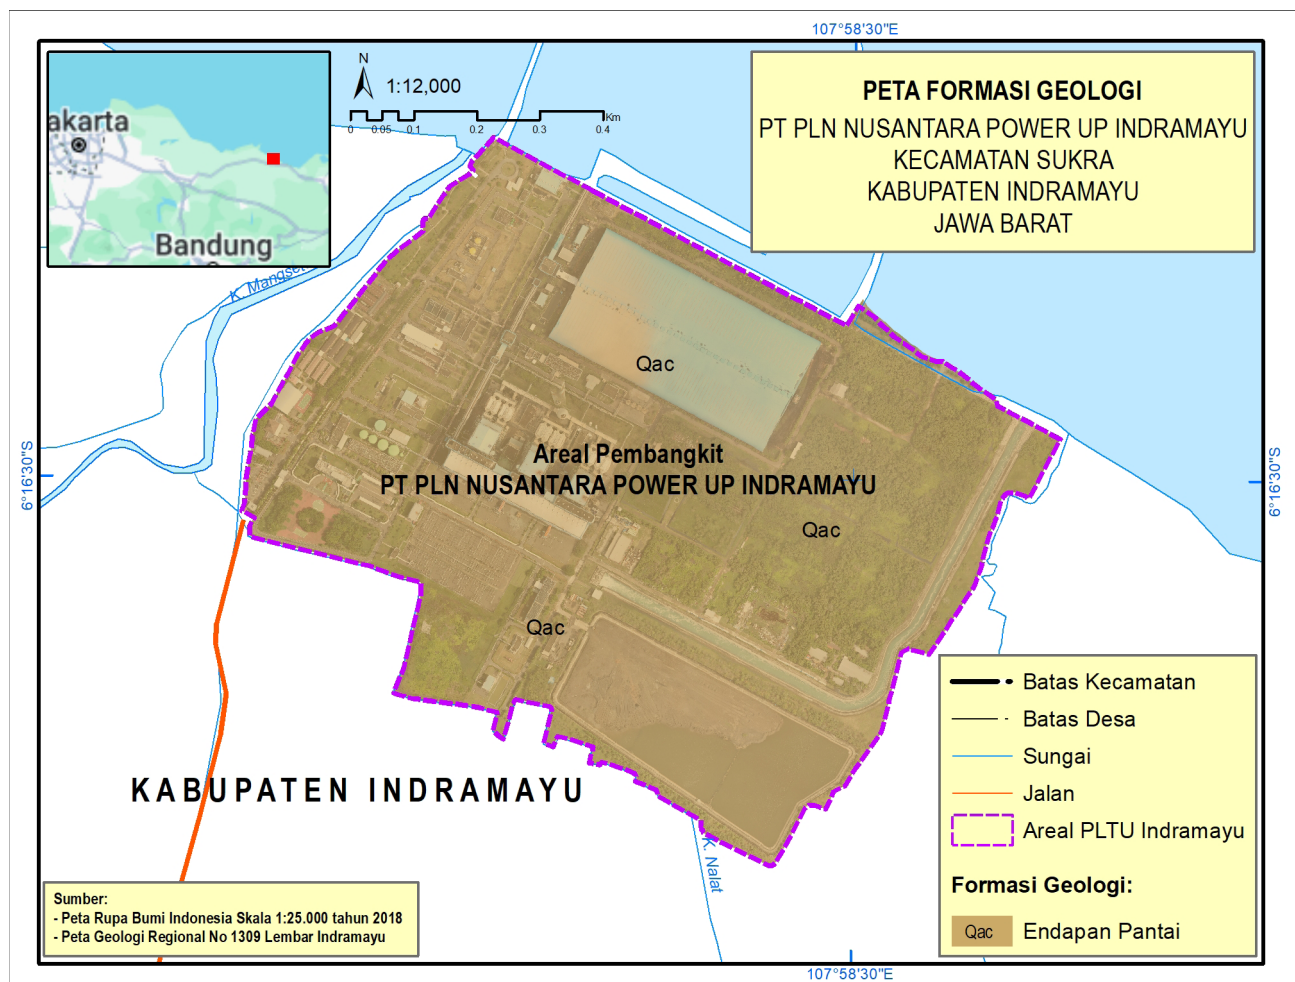 107°58'30"E
akarta
Bandung
N
1:12,000
Km
0 0.05 0.1 0.2 0.3 0.4
PETA FORMASI GEOLOGI
PT PLN NUSANTARA POWER UP INDRAMAYU
KECAMATAN SUKRA
KABUPATEN INDRAMAYU
JAWA BARAT
K. Mangset
Qac
6°16'30"S
6°16'30"S
Areal Pembangkit
PT PLN NUSANTARA POWER UP INDRAMAYU
Qac
Qac
KABUPATEN INDRAMAYU
K. Nalat
Batas Kecamatan
Batas Desa
Sungai
Jalan
Areal PLTU Indramayu
Formasi Geologi:
Qac Endapan Pantai
Sumber:
- Peta Rupa Bumi Indonesia Skala 1:25.000 tahun 2018
- Peta Geologi Regional No 1309 Lembar Indramayu
107°58'30"E